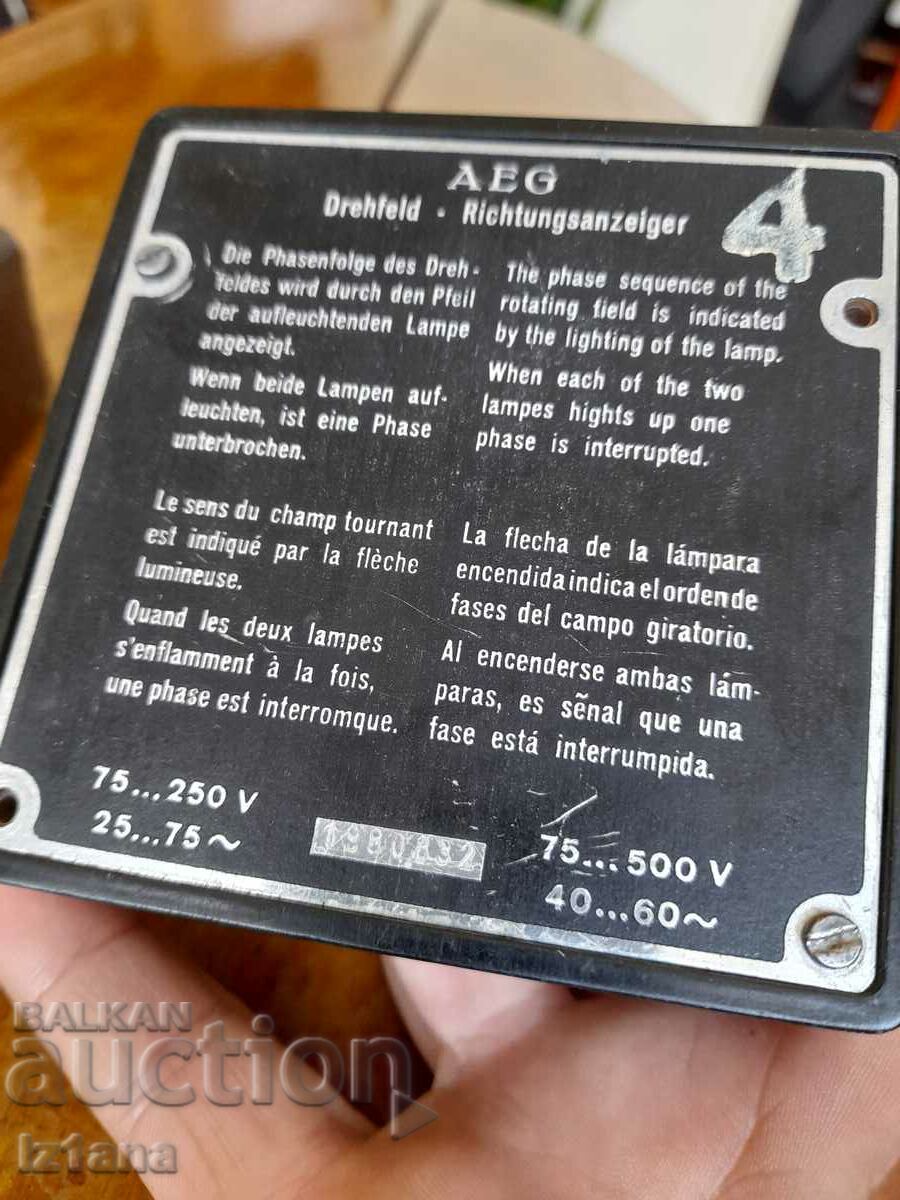 AEG
Drehfeld · Richtungsanzeiger
4
Die Phasenfolge des Dreh-
feldes wird durch den Pfeil
der aufleuchtenden Lampe
angezeigt.
Wenn beide Lampen auf-
leuchten, ist eine Phase
unterbrochen.
The phase sequence of the
rotating field is indicated
by the lighting of the lamp.
When each of the two
lampes hights up one
phase is interrupted.
Le sens du champ tournant
est indiqué par la flèche
lumineuse.
Quand les deux lampes
s'enflamment à la fois,
une phase est interromque.
La flecha de la lámpara
encendida indica el orden de
fases del campo giratorio.
Al encenderse ambas lám-
paras, es sẽnal que una
fase está interrumpida.
75...250 V
25...75~
1980832
75...500 V
40...60~
BALKAN
auction
iz1ana